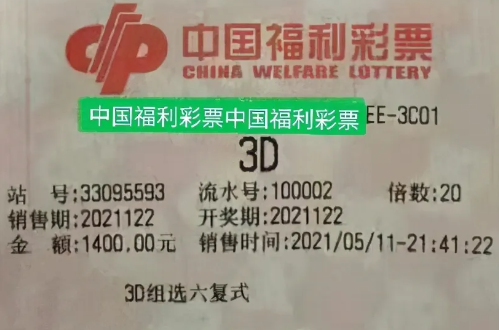 中国福利彩票
CHINA WELFARE LOTTERY
中国福利彩票中国福利彩票
EE-3C01
3D
站 号:33095593 流水号:100002 倍数:20
销售期:2021122 开奖期:2021122
金 额:1400.00元 销售时间:2021/05/11-21:41:22
3D组选六复式